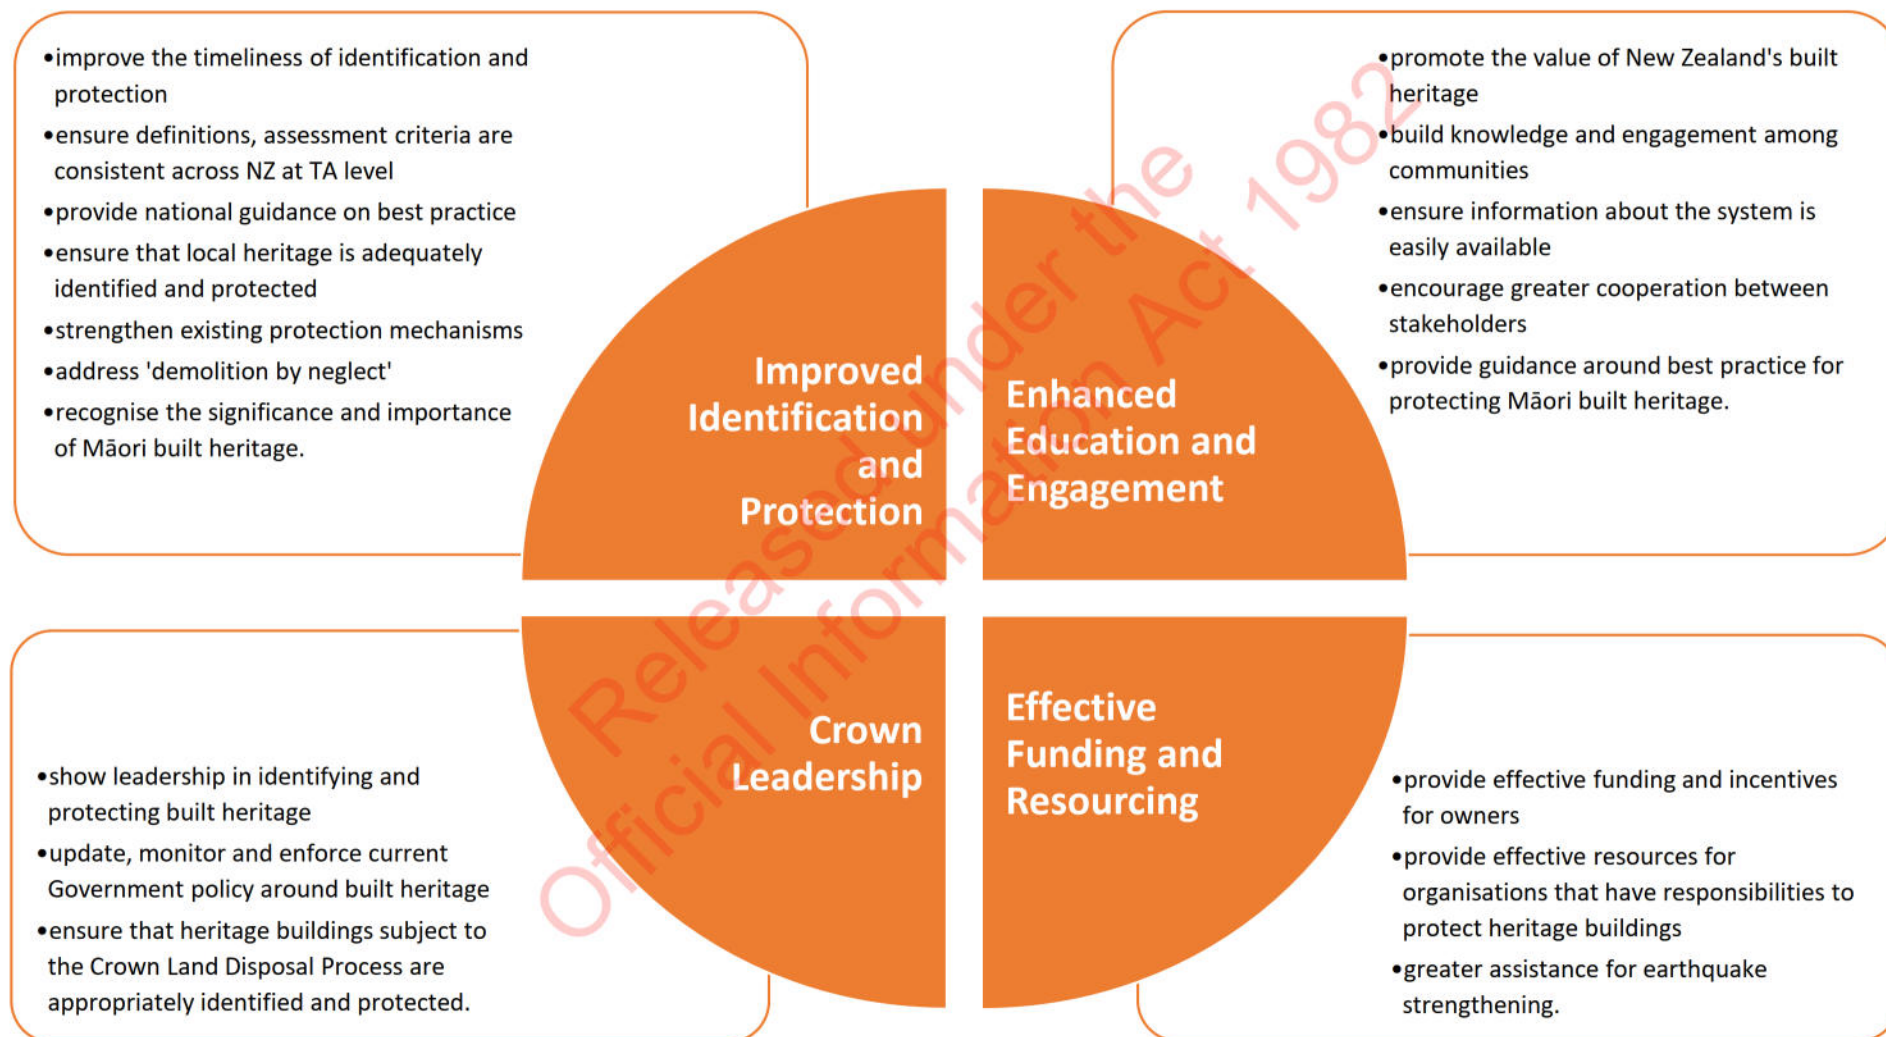 •improve the timeliness of identification and
protection
•ensure definitions, assessment criteria are
consistent across NZ at TA level
•provide national guidance on best practice
•ensure that local heritage is adequately
identified and protected
•strengthen existing protection mechanisms
•address 'demolition by neglect'
•recognise the significance and importance
of Māori built heritage.
•promote the value of New Zealand's built
heritage
•build knowledge and engagement among
communities
•ensure information about the system is
easily available
•encourage greater cooperation between
stakeholders
•provide guidance around best practice for
protecting Māori built heritage.
Improved
Identification
and
Protection
Enhanced
Education and
Engagement
Crown
Leadership
Effective
Funding and
Resourcing
•show leadership in identifying and
protecting built heritage
•update, monitor and enforce current
Government policy around built heritage
•ensure that heritage buildings subject to
the Crown Land Disposal Process are
appropriately identified and protected.
•provide effective funding and incentives
for owners
•provide effective resources for
organisations that have responsibilities to
protect heritage buildings
•greater assistance for earthquake
strengthening.
Released under the
Official Information Act 1982